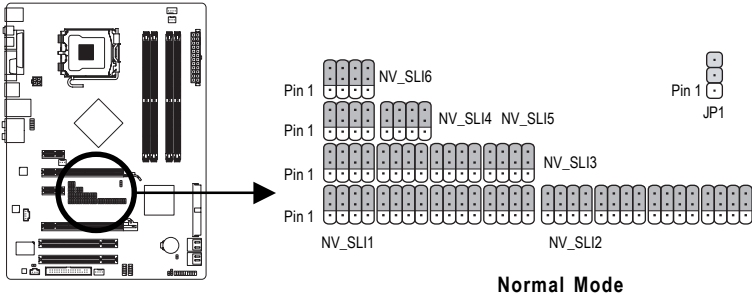 Pin 1 NV_SLI6
Pin 1 NV_SLI4 NV_SLI5
Pin 1 NV_SLI3
Pin 1
NV_SLI1 NV_SLI2
Pin 1
JP1
Normal Mode